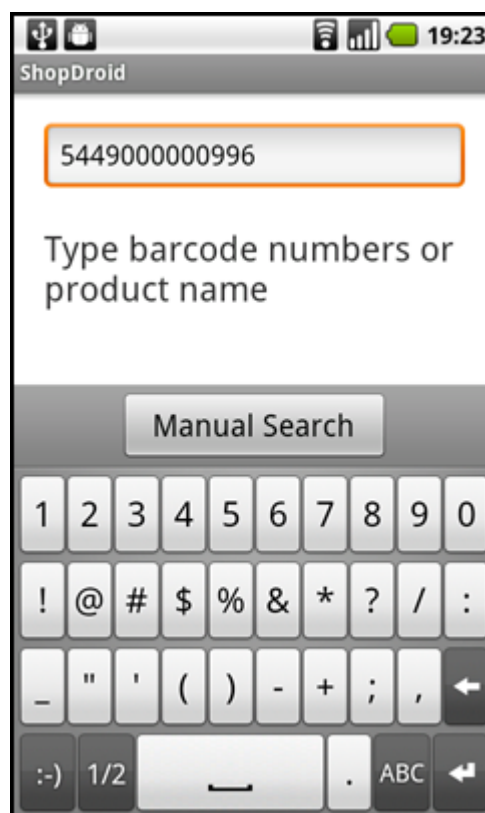 19:23
ShopDroid
5449000000996
Type barcode numbers or
product name
Manual Search
1 2 3 4 5 6 7 8 9 0
! @ # $ % & * ? / :
_ " ' ( ) - + ; ,
:-) 1/2 . ABC